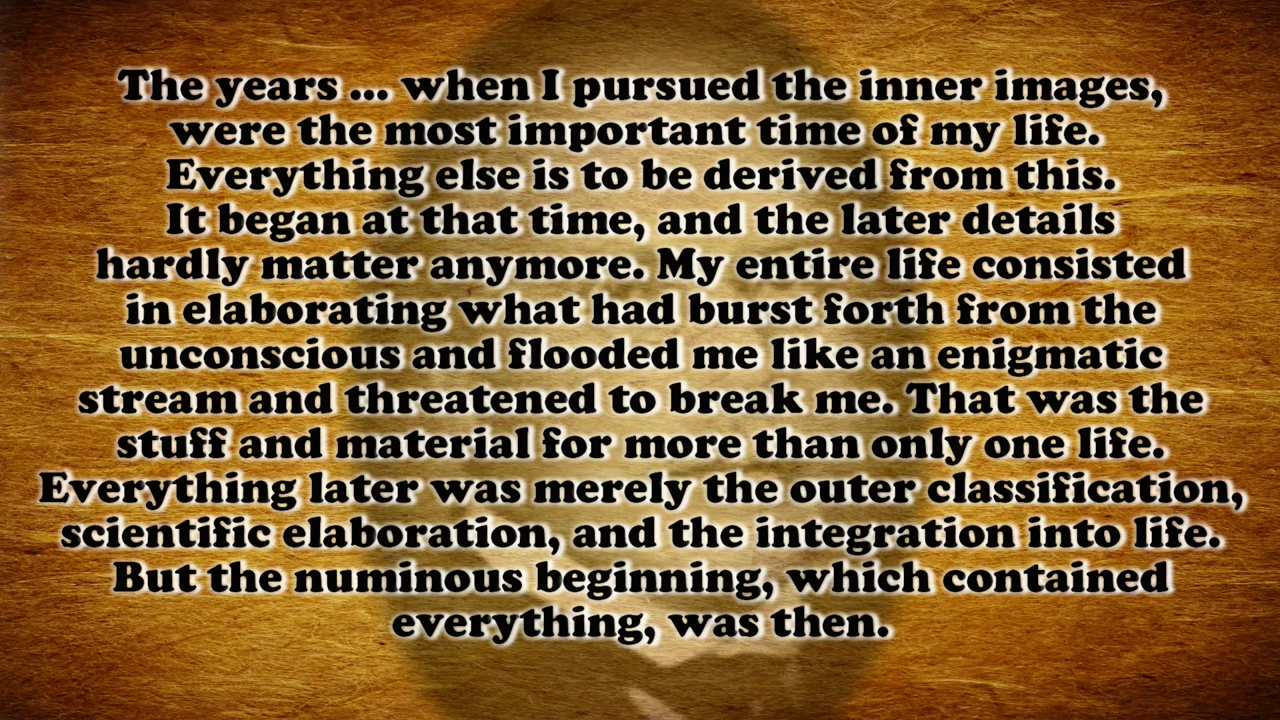 The years ... when I pursued the inner images,
were the most important time of my life.
Everything else is to be derived from this.
It began at that time, and the later details
hardly matter anymore. My entire life consisted
in elaborating what had burst forth from the
unconscious and flooded me like an enigmatic
stream and threatened to break me. That was the
stuff and material for more than only one life.
Everything later was merely the outer classification,
scientific elaboration, and the integration into life.
But the numinous beginning, which contained
everything, was then.